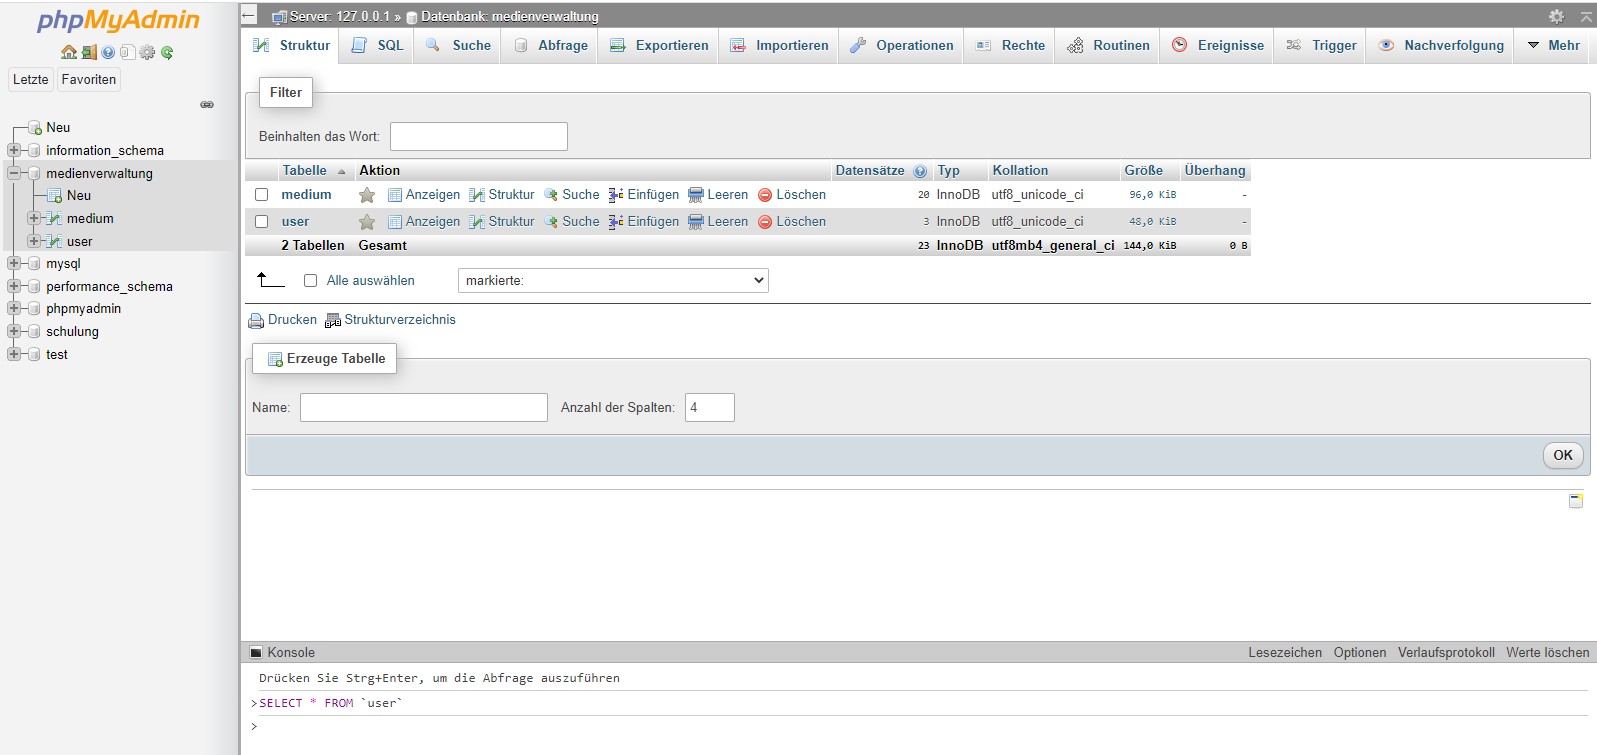 phpMyAdmin
Letzte Favoriten
Neu
information_schema
medienverwaltung
Neu
medium
user
mysql
performance_schema
phpmyadmin
schulung
test
Server: 127.0.0.1 » Datenbank: medienverwaltung
Struktur SQL Suche Abfrage Exportieren Importieren Operationen Rechte Routinen Ereignisse Trigger Nachverfolgung Mehr
Filter
Beinhalten das Wort:
Tabelle Aktion Datensätze Typ Kollation Größe Überhang
medium Anzeigen Struktur Suche Einfügen Leeren Löschen 20 InnoDB utf8_unicode_ci 96,0 KiB -
user Anzeigen Struktur Suche Einfügen Leeren Löschen 3 InnoDB utf8_unicode_ci 48,0 KiB -
2 Tabellen Gesamt 23 InnoDB utf8mb4_general_ci 144,0 KiB 0 B
Alle auswählen markierte:
Drucken Strukturverzeichnis
Erzeuge Tabelle
Name: Anzahl der Spalten: 4
OK
Konsole Lesezeichen Optionen Verlaufsprotokoll Werte löschen
Drücken Sie Strg+Enter, um die Abfrage auszuführen
>SELECT * FROM `user`
>